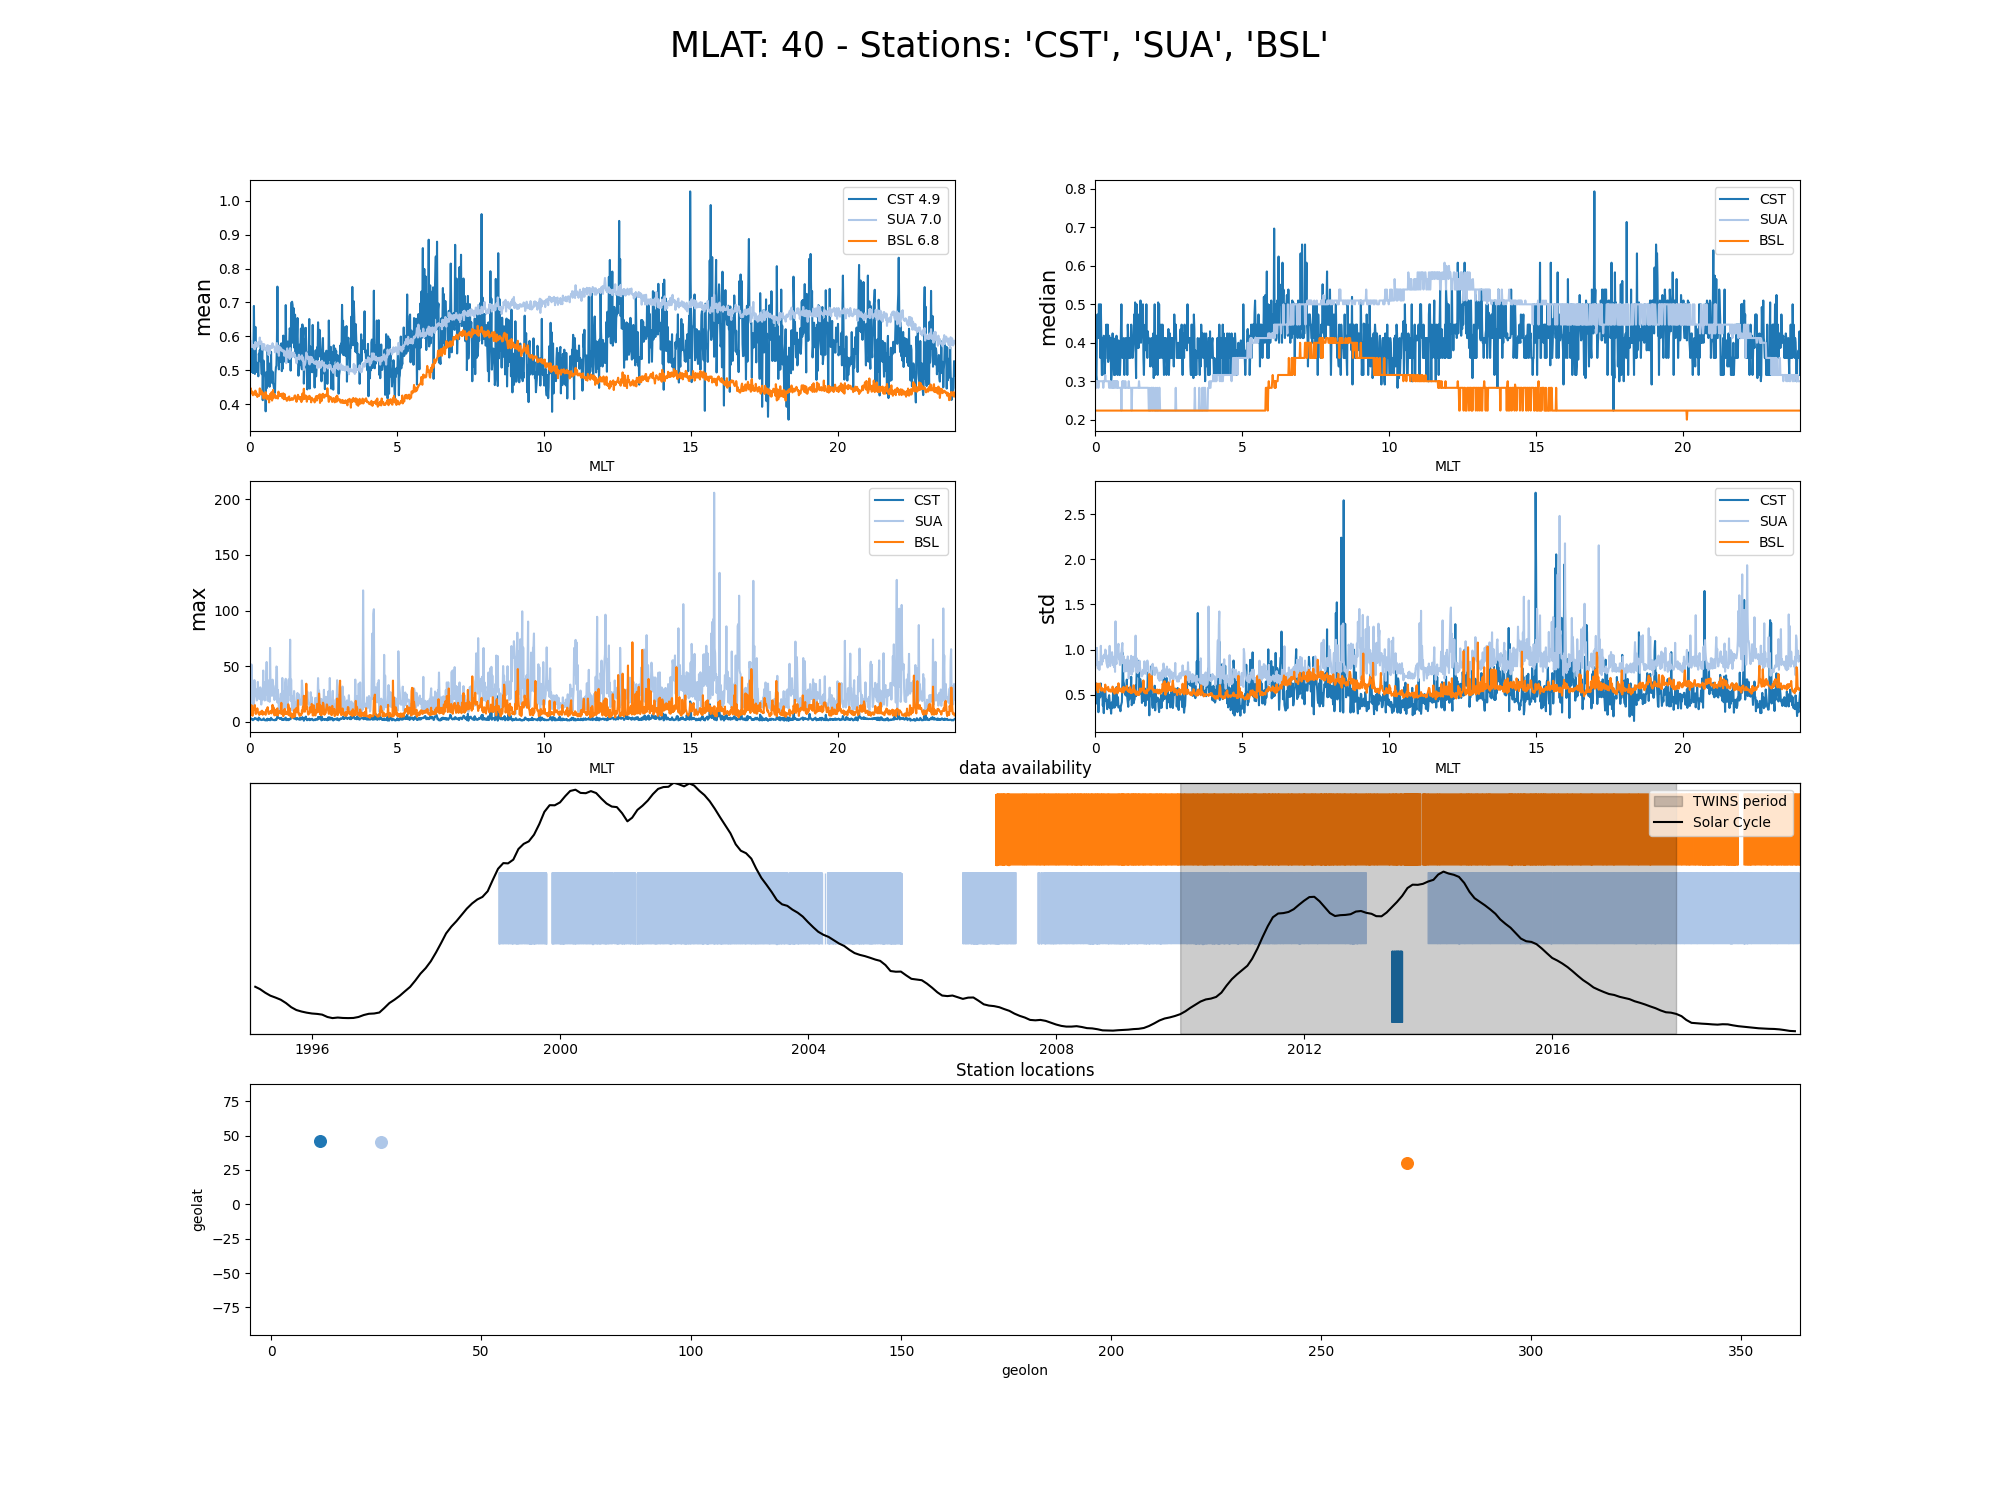 MLAT: 40 - Stations: 'CST', 'SUA', 'BSL'
mean
1.0
0.9
0.8
0.7
0.6
0.5
0.4
0 5 10 15 20
MLT
CST 4.9
SUA 7.0
BSL 6.8
median
0.8
0.7
0.6
0.5
0.4
0.3
0.2
0 5 10 15 20
MLT
CST
SUA
BSL
max
200
150
100
50
0
0 5 10 15 20
MLT
CST
SUA
BSL
std
2.5
2.0
1.5
1.0
0.5
0 5 10 15 20
MLT
CST
SUA
BSL
data availability
TWINS period
Solar Cycle
1996 2000 2004 2008 2012 2016
Station locations
geolat
75
50
25
0
−25
−50
−75
0 50 100 150 200 250 300 350
geolon